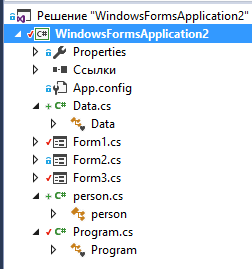 Решение "WindowsFormsApplication2"
C# WindowsFormsApplication2
Properties
Ссылки
App.config
C# Data.cs
Data
Form1.cs
Form2.cs
Form3.cs
C# person.cs
person
C# Program.cs
Program